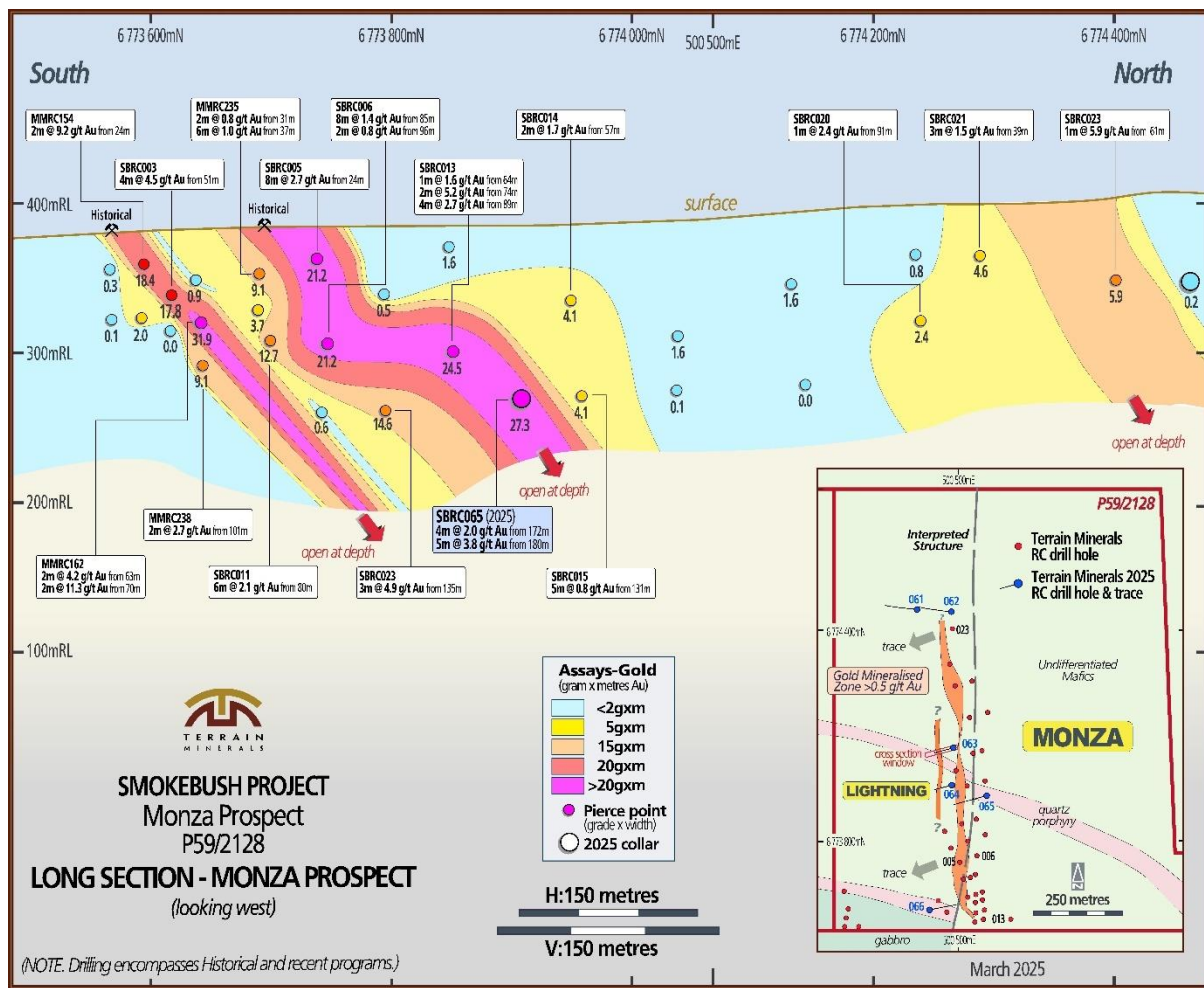 6 773 600mN
6 773 800mN
6 774 000mN
500 500mE
6 774 200mN
6 774 400mN
South
North
MMRC154
2m @ 9.2 g/t Au from 24m
MMRC235
2m @ 0.8 g/t Au from 31m
6m @ 1.0 g/t Au from 37m
SBRC006
8m @ 1.4 g/t Au from 85m
2m @ 0.8 g/t Au from 96m
SBRC014
2m @ 1.7 g/t Au from 57m
SBRC020
1m @ 2.4 g/t Au from 91m
SBRC021
3m @ 1.5 g/t Au from 39m
SBRC023
1m @ 5.9 g/t Au from 61m
SBRC003
4m @ 4.5 g/t Au from 51m
SBRC005
8m @ 2.7 g/t Au from 24m
SBRC013
1m @ 1.6 g/t Au from 64m
2m @ 5.2 g/t Au from 74m
4m @ 2.7 g/t Au from 89m
400mRL
Historical
Historical
surface
0.3
18.4
0.9
9.1
21.2
1.6
0.5
4.1
1.6
0.8
4.6
5.9
0.2
17.8
0.1
2.0
0.0
31.9
3.7
12.7
21.2
24.5
1.6
2.4
300mRL
9.1
0.6
14.6
27.3
4.1
0.1
0.0
200mRL
open at depth
open at depth
open at depth
MMRC238
2m @ 2.7 g/t Au from 101m
SBRC065 (2025)
4m @ 2.0 g/t Au from 172m
5m @ 3.8 g/t Au from 180m
MMRC162
2m @ 4.2 g/t Au from 63m
2m @ 11.3 g/t Au from 70m
SBRC011
6m @ 2.1 g/t Au from 80m
SBRC023
3m @ 4.9 g/t Au from 135m
SBRC015
5m @ 0.8 g/t Au from 131m
100mRL
TERRAIN
MINERALS
SMOKEBUSH PROJECT
Monza Prospect
P59/2128
LONG SECTION - MONZA PROSPECT
(looking west)
(NOTE. Drilling encompasses Historical and recent programs.)
Assays-Gold
(gram x metres Au)
<2gxm
5gxm
15gxm
20gxm
>20gxm
Pierce point
(grade x width)
2025 collar
H:150 metres
V:150 metres
500 500mE
P59/2128
Interpreted
Structure
Terrain Minerals
RC drill hole
Terrain Minerals 2025
RC drill hole & trace
061
062
?
023
6 774 400mN
trace
Undifferentiated
Mafics
Gold Mineralised
Zone >0.5 g/t Au
?
MONZA
063
cross section
window
LIGHTNING
064
065
quartz
porphyry
?
6 773 800mN
005
006
trace
N
250 metres
066
013
gabbro
500 500mE
March 2025